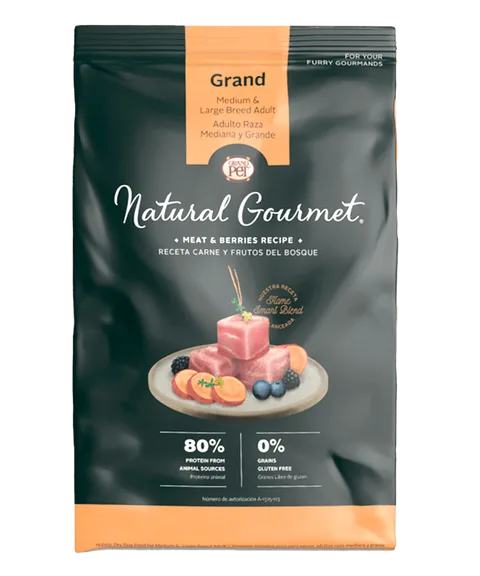 FOR YOUR
FURRY GOURMANDS
Grand
Medium &
Large Breed Adult
Adulto Raza
Mediana y Grande
GRAND
PET
Natural Gourmet®
+ MEAT & BERRIES RECIPE +
RECETA CARNE Y FRUTOS DEL BOSQUE
NUESTRA RECETA
Home
Smart Blend
80%
PROTEIN FROM
ANIMAL SOURCES
Proteína animal
0%
GRAINS
GLUTEN FREE
Granos Libre de gluten
Número de autorización